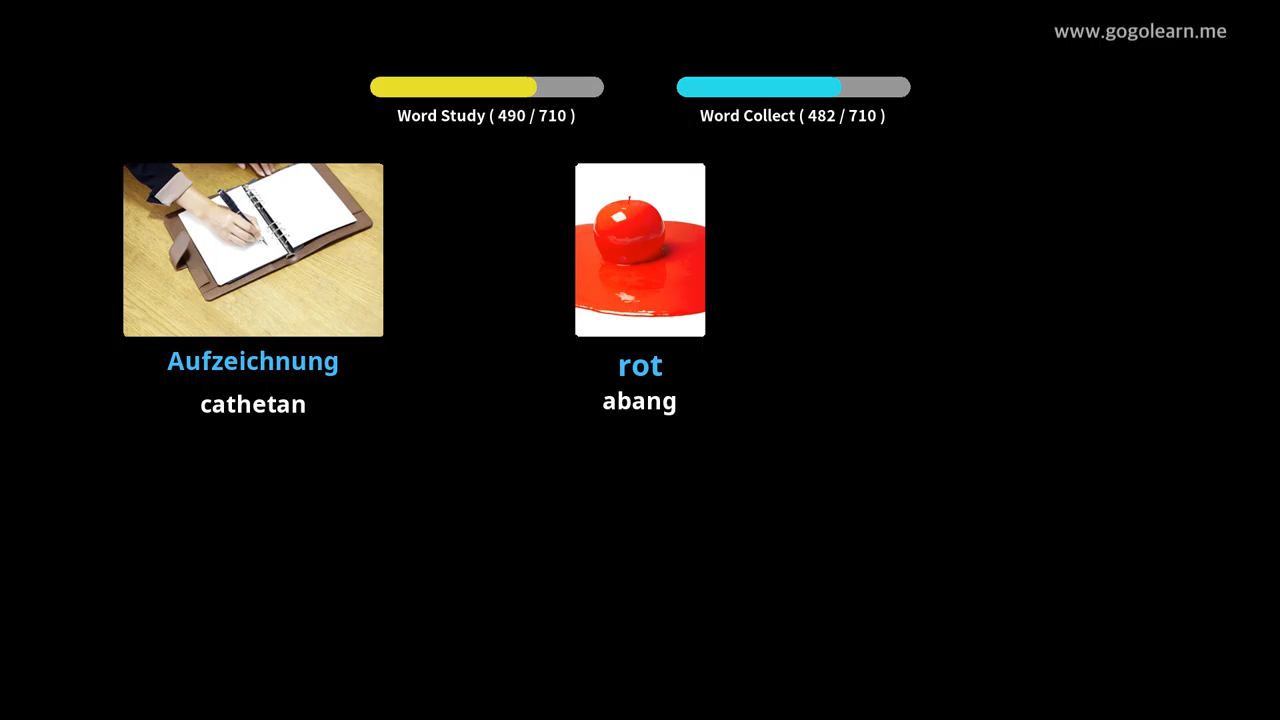 www.gogolearn.me
Word Study ( 490 / 710 )
Word Collect ( 482 / 710 )
Aufzeichnung
cathetan
rot
abang